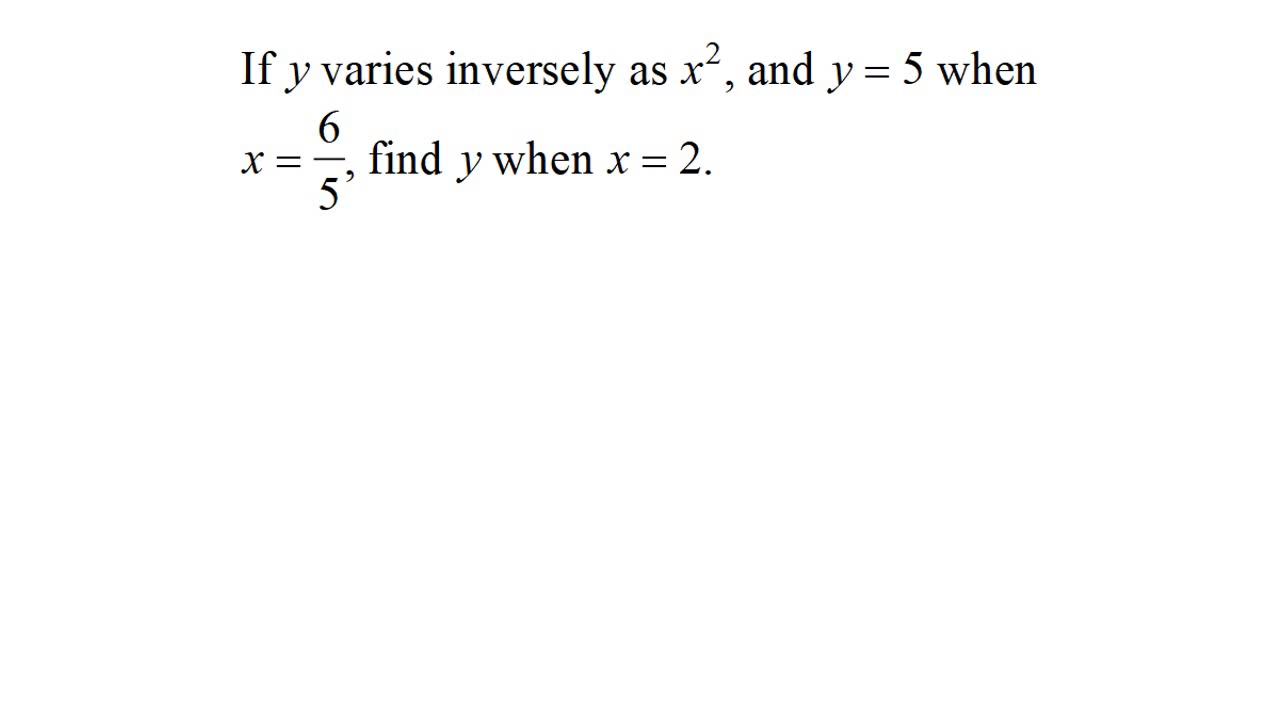 If y varies inversely as x², and y = 5 when
x = 6/5, find y when x = 2.